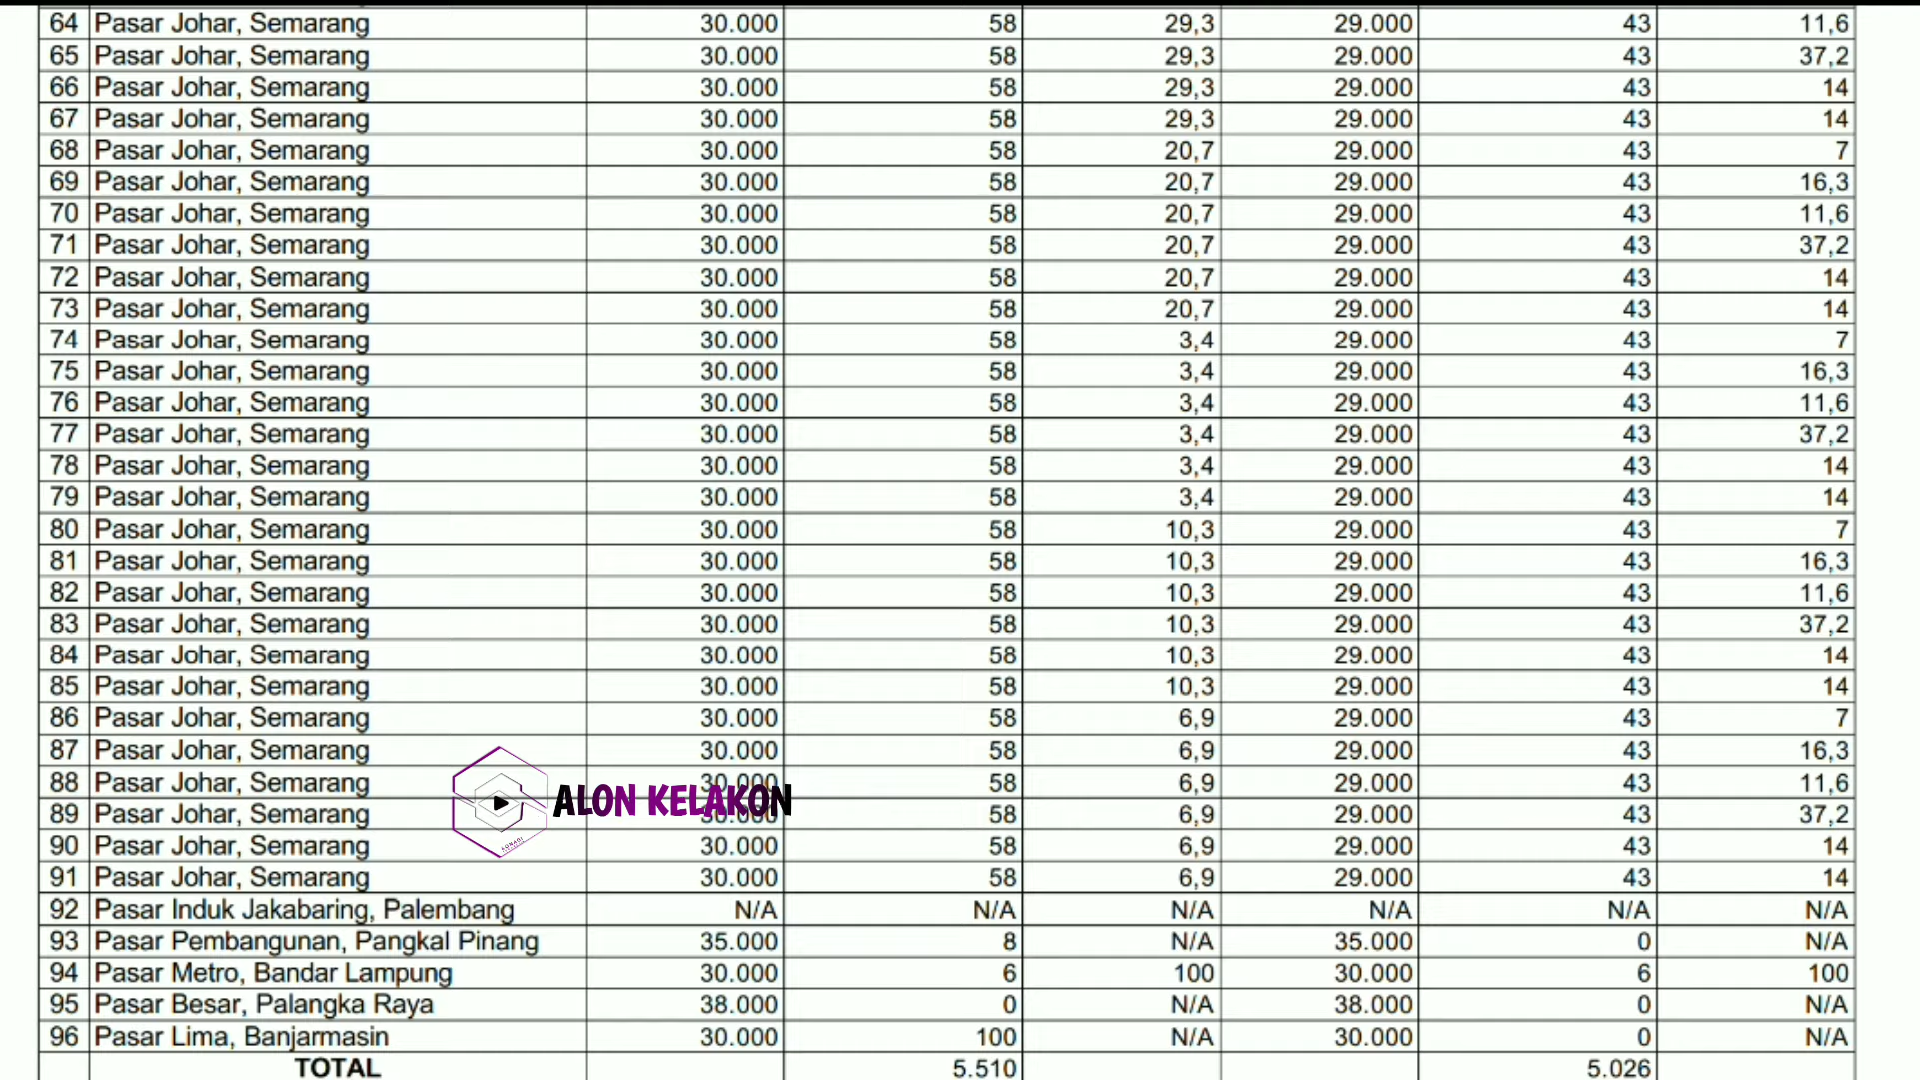 64 Pasar Johar, Semarang 30.000 58 29,3 29.000 43 11,6
65 Pasar Johar, Semarang 30.000 58 29,3 29.000 43 37,2
66 Pasar Johar, Semarang 30.000 58 29,3 29.000 43 14
67 Pasar Johar, Semarang 30.000 58 29,3 29.000 43 14
68 Pasar Johar, Semarang 30.000 58 20,7 29.000 43 7
69 Pasar Johar, Semarang 30.000 58 20,7 29.000 43 16,3
70 Pasar Johar, Semarang 30.000 58 20,7 29.000 43 11,6
71 Pasar Johar, Semarang 30.000 58 20,7 29.000 43 37,2
72 Pasar Johar, Semarang 30.000 58 20,7 29.000 43 14
73 Pasar Johar, Semarang 30.000 58 20,7 29.000 43 14
74 Pasar Johar, Semarang 30.000 58 3,4 29.000 43 7
75 Pasar Johar, Semarang 30.000 58 3,4 29.000 43 16,3
76 Pasar Johar, Semarang 30.000 58 3,4 29.000 43 11,6
77 Pasar Johar, Semarang 30.000 58 3,4 29.000 43 37,2
78 Pasar Johar, Semarang 30.000 58 3,4 29.000 43 14
79 Pasar Johar, Semarang 30.000 58 3,4 29.000 43 14
80 Pasar Johar, Semarang 30.000 58 10,3 29.000 43 7
81 Pasar Johar, Semarang 30.000 58 10,3 29.000 43 16,3
82 Pasar Johar, Semarang 30.000 58 10,3 29.000 43 11,6
83 Pasar Johar, Semarang 30.000 58 10,3 29.000 43 37,2
84 Pasar Johar, Semarang 30.000 58 10,3 29.000 43 14
85 Pasar Johar, Semarang 30.000 58 10,3 29.000 43 14
86 Pasar Johar, Semarang 30.000 58 6,9 29.000 43 7
87 Pasar Johar, Semarang 30.000 58 6,9 29.000 43 16,3
88 Pasar Johar, Semarang 30.000 58 6,9 29.000 43 11,6
ALON KELAKON
89 Pasar Johar, Semarang 30.000 58 6,9 29.000 43 37,2
90 Pasar Johar, Semarang 30.000 58 6,9 29.000 43 14
91 Pasar Johar, Semarang 30.000 58 6,9 29.000 43 14
92 Pasar Induk Jakabaring, Palembang N/A N/A N/A N/A N/A N/A
93 Pasar Pembangunan, Pangkal Pinang 35.000 8 N/A 35.000 0 N/A
94 Pasar Metro, Bandar Lampung 30.000 6 100 30.000 6 100
95 Pasar Besar, Palangka Raya 38.000 0 N/A 38.000 0 N/A
96 Pasar Lima, Banjarmasin 30.000 100 N/A 30.000 0 N/A
TOTAL 5.510 5.026